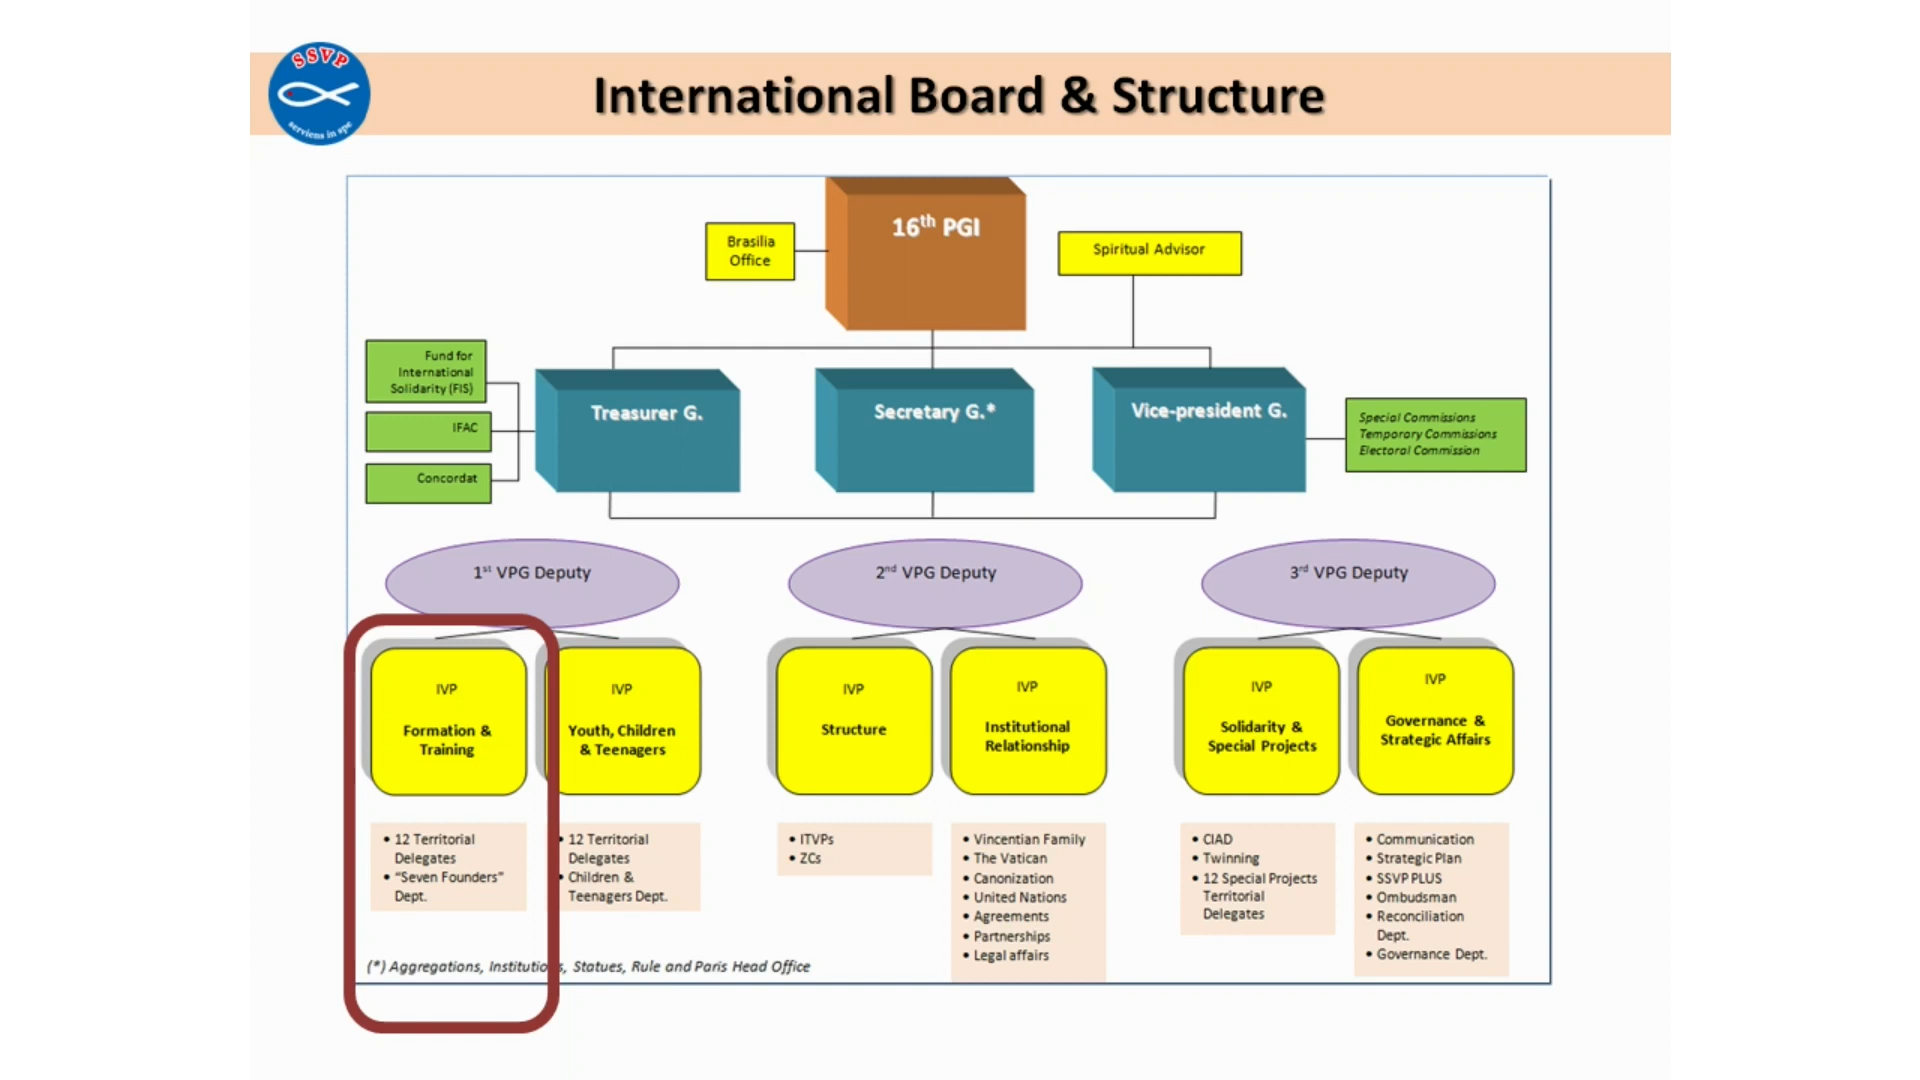 SSVP
serviens in spe
International Board & Structure
16th PGI
Brasilia
Office
Spiritual Advisor
Fund for
International
Solidarity (FIS)
IFAC
Concordat
Treasurer G.
Secretary G.*
Vice-president G.
Special Commissions
Temporary Commissions
Electoral Commission
1st VPG Deputy
2nd VPG Deputy
3rd VPG Deputy
IVP
Formation &
Training
IVP
Youth, Children
& Teenagers
IVP
Structure
IVP
Institutional
Relationship
IVP
Solidarity &
Special Projects
IVP
Governance &
Strategic Affairs
• 12 Territorial
Delegates
• “Seven Founders”
Dept.
• 12 Territorial
Delegates
• Children &
Teenagers Dept.
• ITVPs
• ZCs
• Vincentian Family
• The Vatican
• Canonization
• United Nations
• Agreements
• Partnerships
• Legal affairs
• CIAD
• Twinning
• 12 Special Projects
Territorial
Delegates
• Communication
• Strategic Plan
• SSVP PLUS
• Ombudsman
• Reconciliation
Dept.
• Governance Dept.
(*) Aggregations, Institutions, Statues, Rule and Paris Head Office